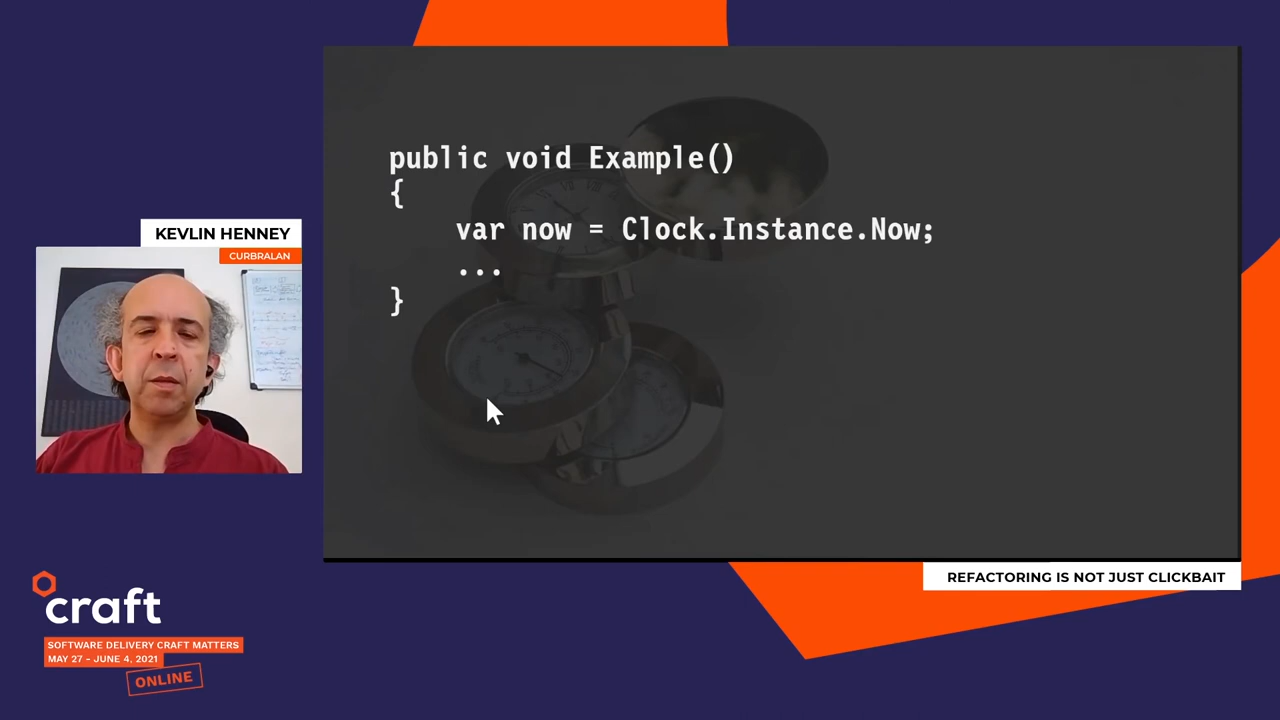 public void Example()
{
    var now = Clock.Instance.Now;
    ...
}
KEVLIN HENNEY
CURBRALAN
REFACTORING IS NOT JUST CLICKBAIT
craft
SOFTWARE DELIVERY CRAFT MATTERS
MAY 27 - JUNE 4, 2021
ONLINE